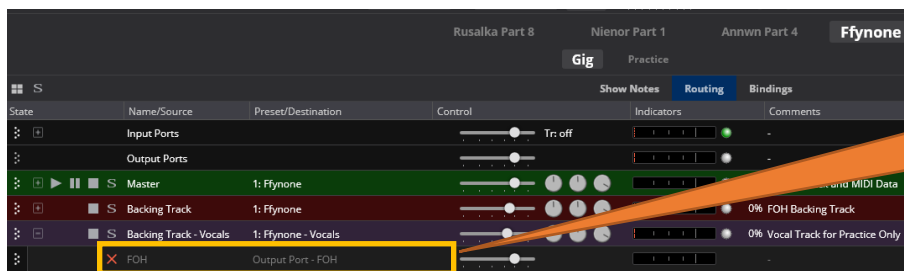 Rusalka Part 8 Nienor Part 1 Annwn Part 4 Ffynone
Gig Practice
S Show Notes Routing Bindings
State Name/Source Preset/Destination Control Indicators Comments
Input Ports Tr: off -
Output Ports -
S Master 1: Ffynone and MIDI Data
S Backing Track 1: Ffynone 0% FOH Backing Track
S Backing Track - Vocals 1: Ffynone - Vocals 0% Vocal Track for Practice Only
FOH Output Port - FOH -